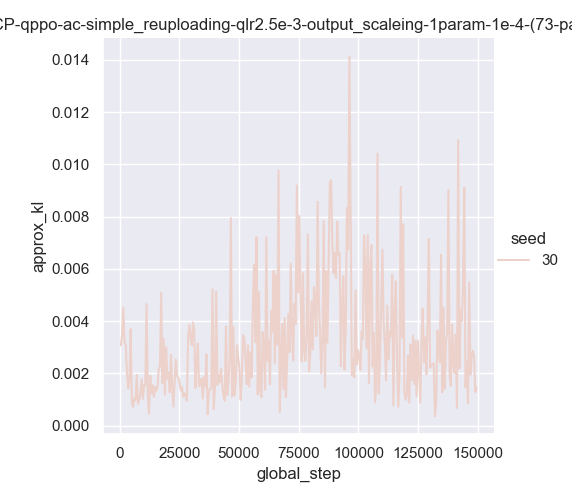 CP-qppo-ac-simple_reuploading-qlr2.5e-3-output_scaleing-1param-1e-4-(73-pa
0.014
0.012
0.010
0.008
0.006
0.004
0.002
0.000
approx_kl
seed
30
0 25000 50000 75000 100000 125000 150000
global_step